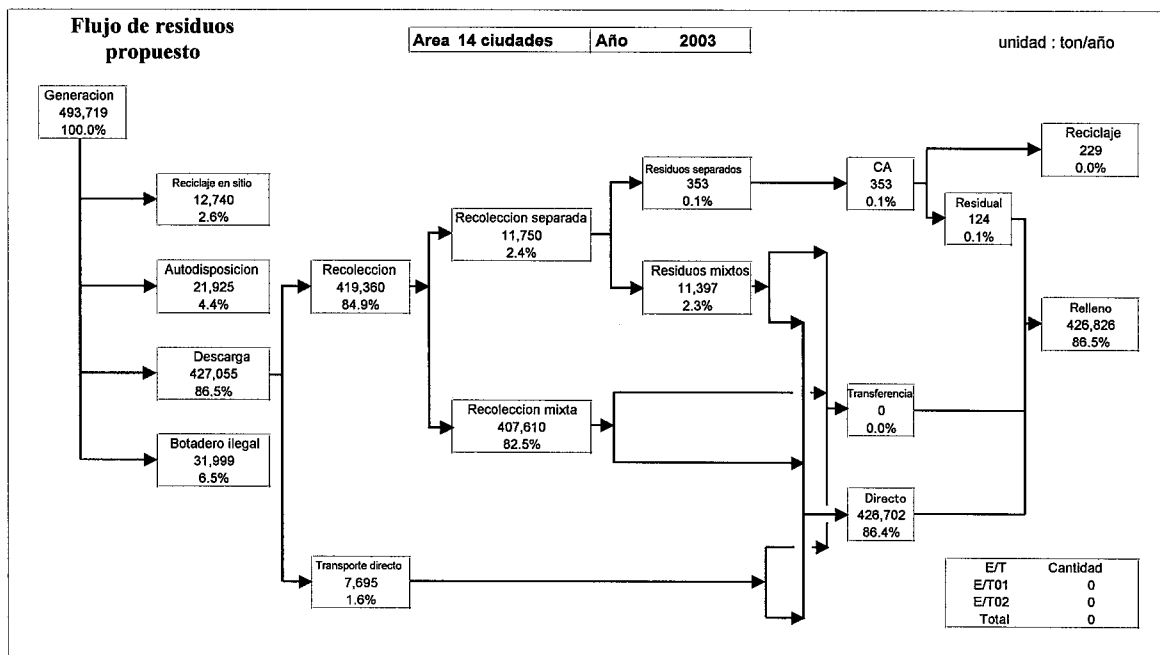 Flujo de residuos
propuesto
Area 14 ciudades Año 2003
unidad : ton/año
Generacion
493,719
100.0%
Reciclaje en sitio
12,740
2.6%
Autodisposicion
21,925
4.4%
Descarga
427,055
86.5%
Botadero ilegal
31,999
6.5%
Recoleccion
419,360
84.9%
Transporte directo
7,695
1.6%
Recoleccion separada
11,750
2.4%
Recoleccion mixta
407,610
82.5%
Residuos separados
353
0.1%
Residuos mixtos
11,397
2.3%
CA
353
0.1%
Transferencia
0
0.0%
Directo
426,702
86.4%
Reciclaje
229
0.0%
Residual
124
0.1%
Relleno
426,826
86.5%
E/T Cantidad
E/T01 0
E/T02 0
Total 0